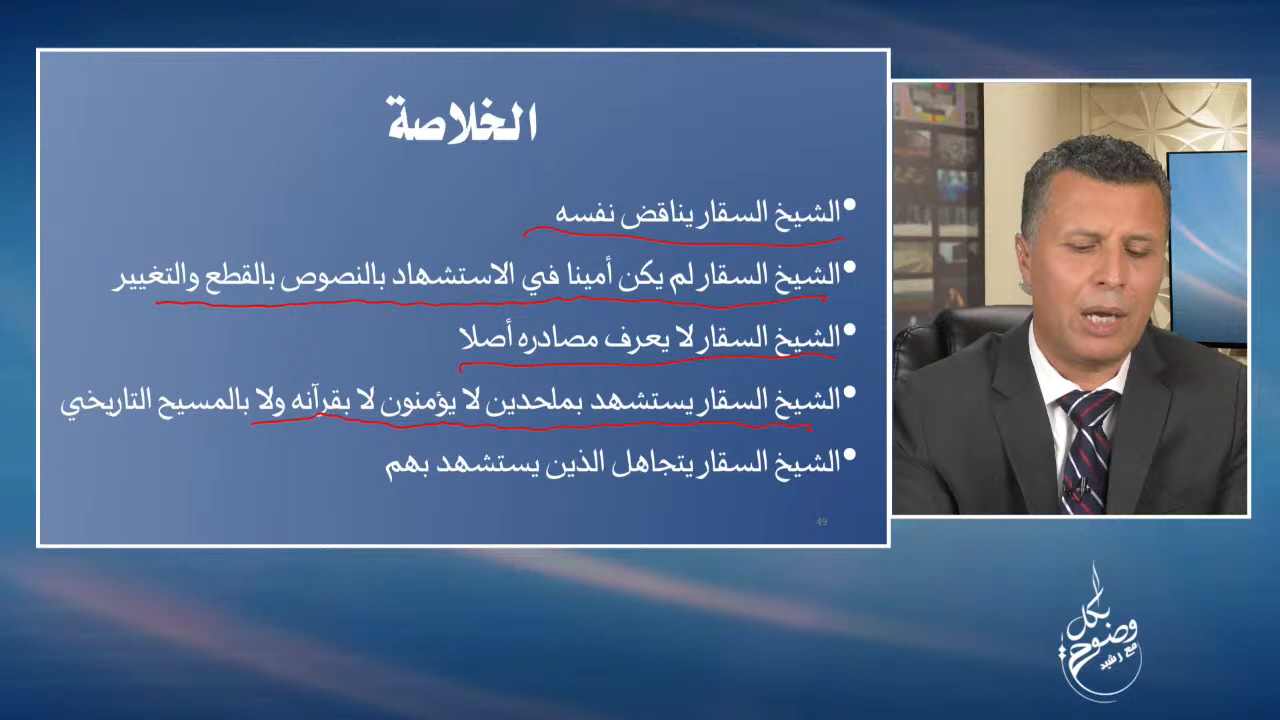 الخلاصة
•الشيخ السقار يناقض نفسه
•الشيخ السقار لم يكن أمينا في الاستشهاد بالنصوص بالقطع والتغيير
•الشيخ السقار لا يعرف مصادره أصلا
•الشيخ السقار يستشهد بملحدين لا يؤمنون لا بقرآنه ولا بالمسيح التاريخي
•الشيخ السقار يتجاهل الذين يستشهد بهم
49
بكل
وضوح
مع رشيد